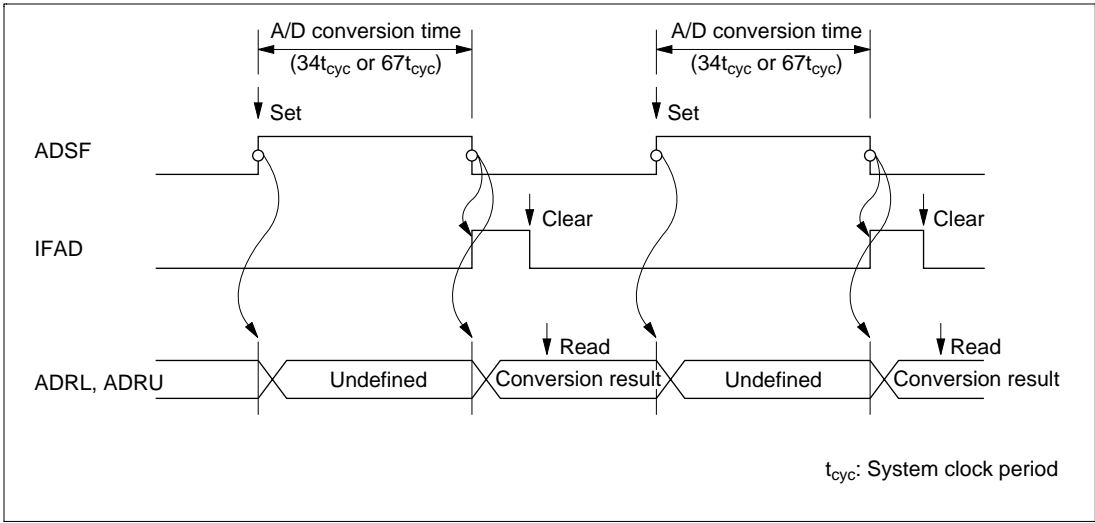 A/D conversion time
(34tcyc or 67tcyc)
A/D conversion time
(34tcyc or 67tcyc)
Set
Set
ADSF
Clear
Clear
IFAD
Read
Read
ADRL, ADRU
Undefined
Conversion result
Undefined
Conversion result
tcyc: System clock period